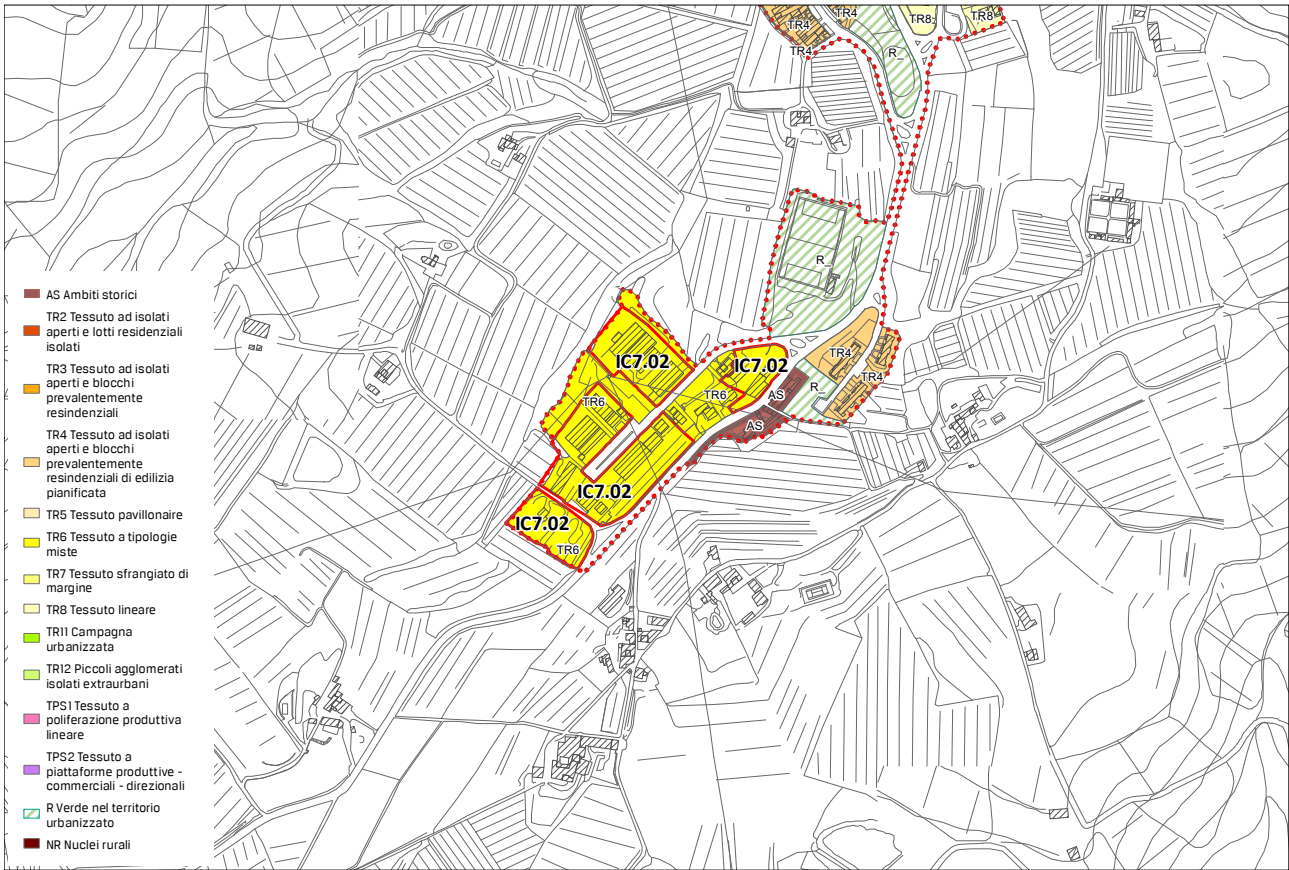 TR4
TR4
TR8
TR8
TR4
R_
R_
IC7.02
IC7.02
TR4
TR4
R_
TR6
TR6
AS
AS
IC7.02
IC7.02
TR6
AS Ambiti storici
TR2 Tessuto ad isolati
aperti e lotti residenziali
isolati
TR3 Tessuto ad isolati
aperti e blocchi
prevalentemente
resindenziali
TR4 Tessuto ad isolati
aperti e blocchi
prevalentemente
residenziali di edilizia
pianificata
TR5 Tessuto pavillonaire
TR6 Tessuto a tipologie
miste
TR7 Tessuto sfrangiato di
margine
TR8 Tessuto lineare
TR11 Campagna
urbanizzata
TR12 Piccoli agglomerati
isolati extraurbani
TPS1 Tessuto a
poliferazione produttiva
lineare
TPS2 Tessuto a
piattaforme produttive -
commerciali - direzionali
R Verde nel territorio
urbanizzato
NR Nuclei rurali